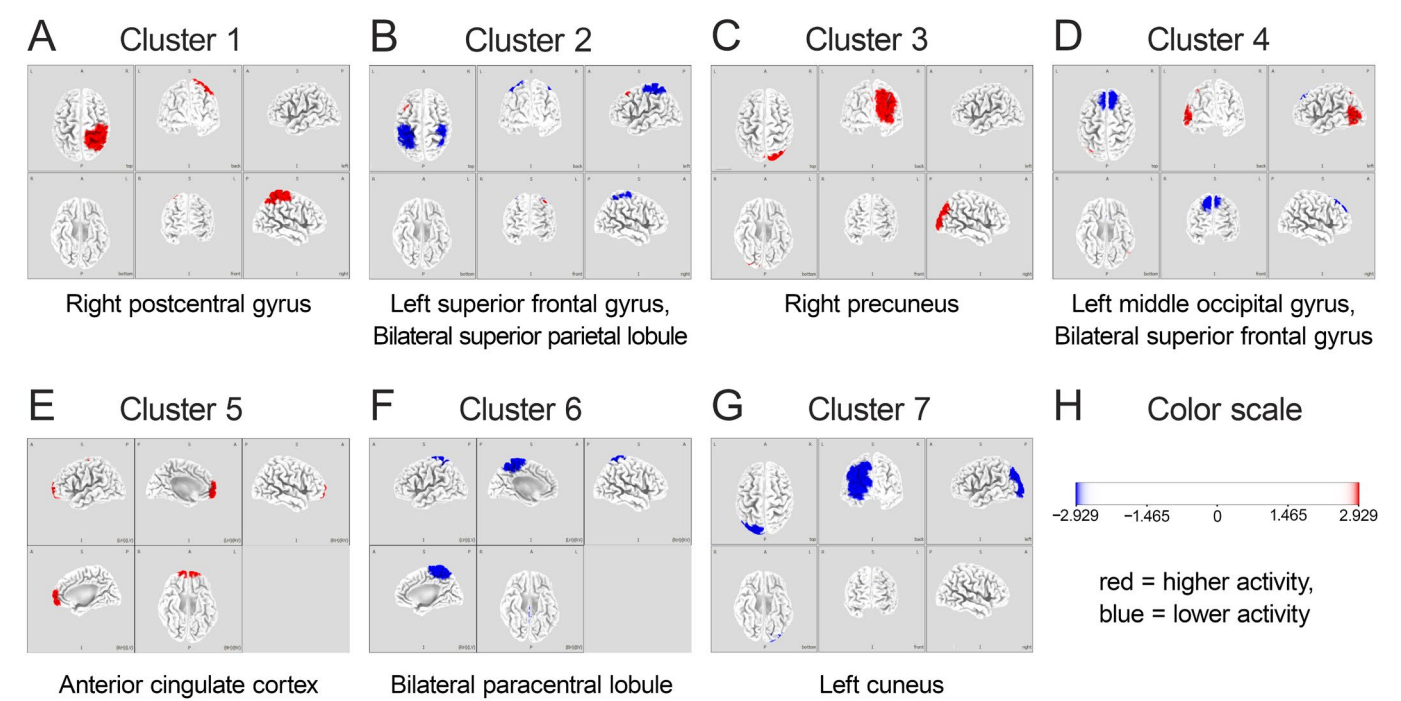 A Cluster 1
B Cluster 2
C Cluster 3
D Cluster 4
Right postcentral gyrus
Left superior frontal gyrus,
Bilateral superior parietal lobule
Right precuneus
Left middle occipital gyrus,
Bilateral superior frontal gyrus
E Cluster 5
F Cluster 6
G Cluster 7
H Color scale
−2.929 −1.465 0 1.465 2.929
red = higher activity,
blue = lower activity
Anterior cingulate cortex
Bilateral paracentral lobule
Left cuneus